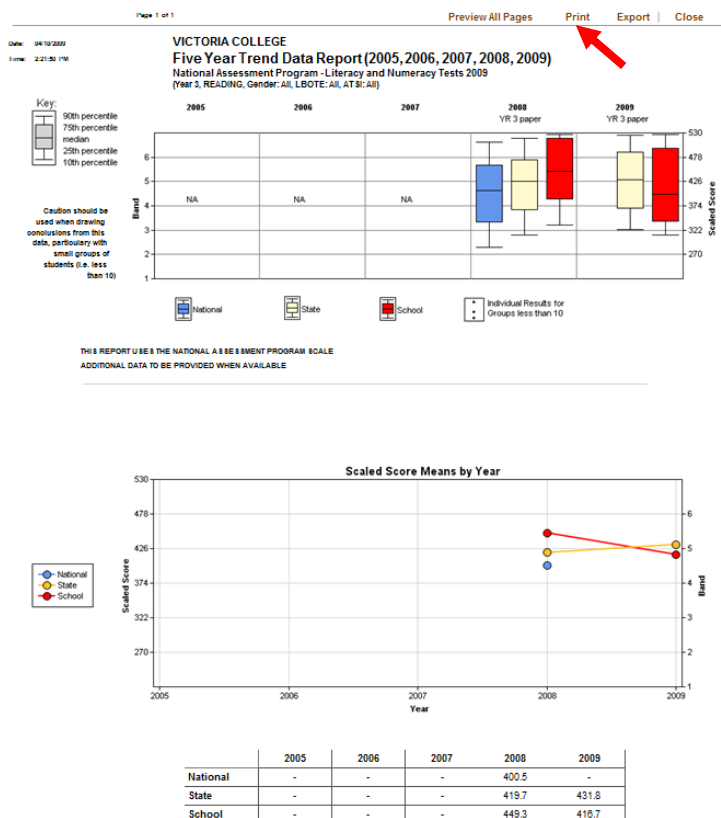 Page 1 of 1
Preview All Pages Print Export | Close
Date: 04/10/2009
Time: 2:21:50 PM
VICTORIA COLLEGE
Five Year Trend Data Report (2005, 2006, 2007, 2008, 2009)
National Assessment Program - Literacy and Numeracy Tests 2009
(Year 3, READING, Gender: All, LBOTE: All, ATSI: All)
Key:
90th percentile
75th percentile
median
25th percentile
10th percentile
Caution should be
used when drawing
conclusions from this
data, particulary with
small groups of
students (i.e. less
than 10)
2005 2006 2007 2008 2009
YR 3 paper YR 3 paper
Band
6
5
4
3
2
1
NA NA NA
530
478
426
374
322
270
Scaled Score
National State School
Individual Results for
Groups less than 10
THIS REPORT USES THE NATIONAL ASSESSMENT PROGRAM SCALE
ADDITIONAL DATA TO BE PROVIDED WHEN AVAILABLE
Scaled Score Means by Year
National
State
School
Scaled Score
530
478
426
374
322
270
6
5
4
3
2
1
Band
2005 2006 2007 2008 2009
Year
2005 2006 2007 2008 2009
National - - - 400.5 -
State - - - 419.7 431.8
School - - - 449.3 416.7